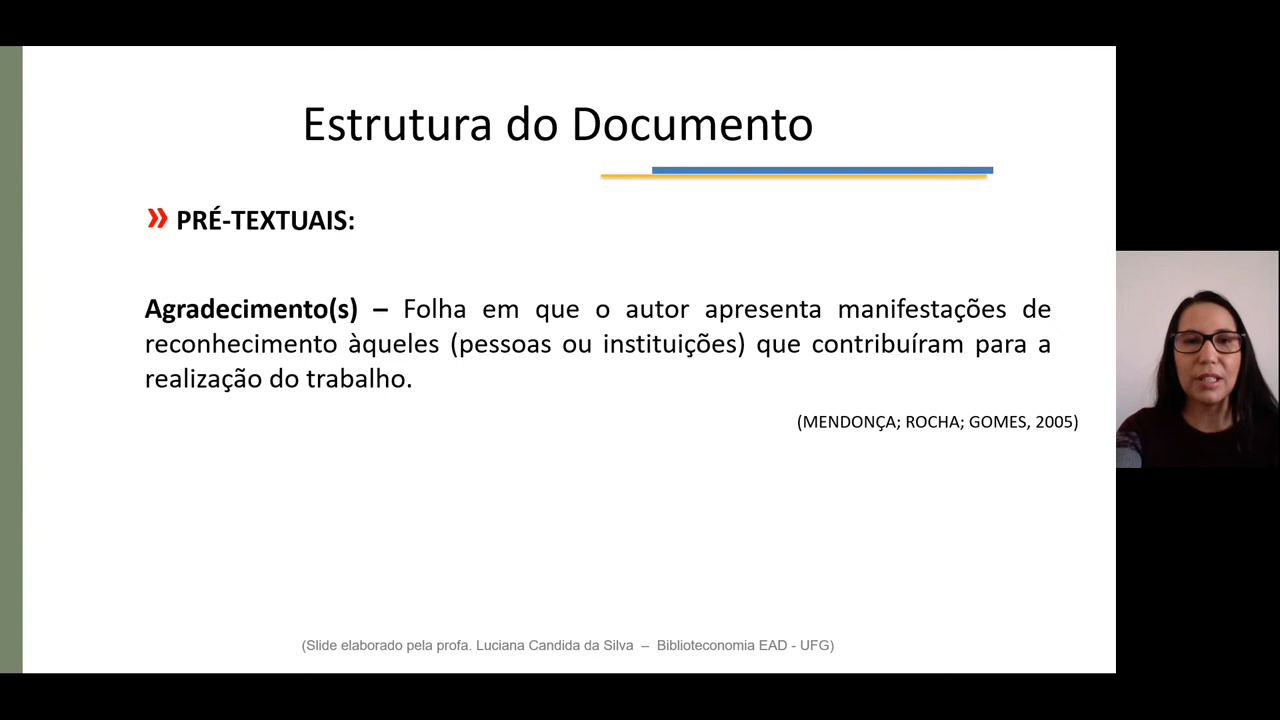 Estrutura do Documento
» PRÉ-TEXTUAIS:
Agradecimento(s) – Folha em que o autor apresenta manifestações de
reconhecimento àqueles (pessoas ou instituições) que contribuíram para a
realização do trabalho.
(MENDONÇA; ROCHA; GOMES, 2005)
(Slide elaborado pela profa. Luciana Candida da Silva – Biblioteconomia EAD - UFG)